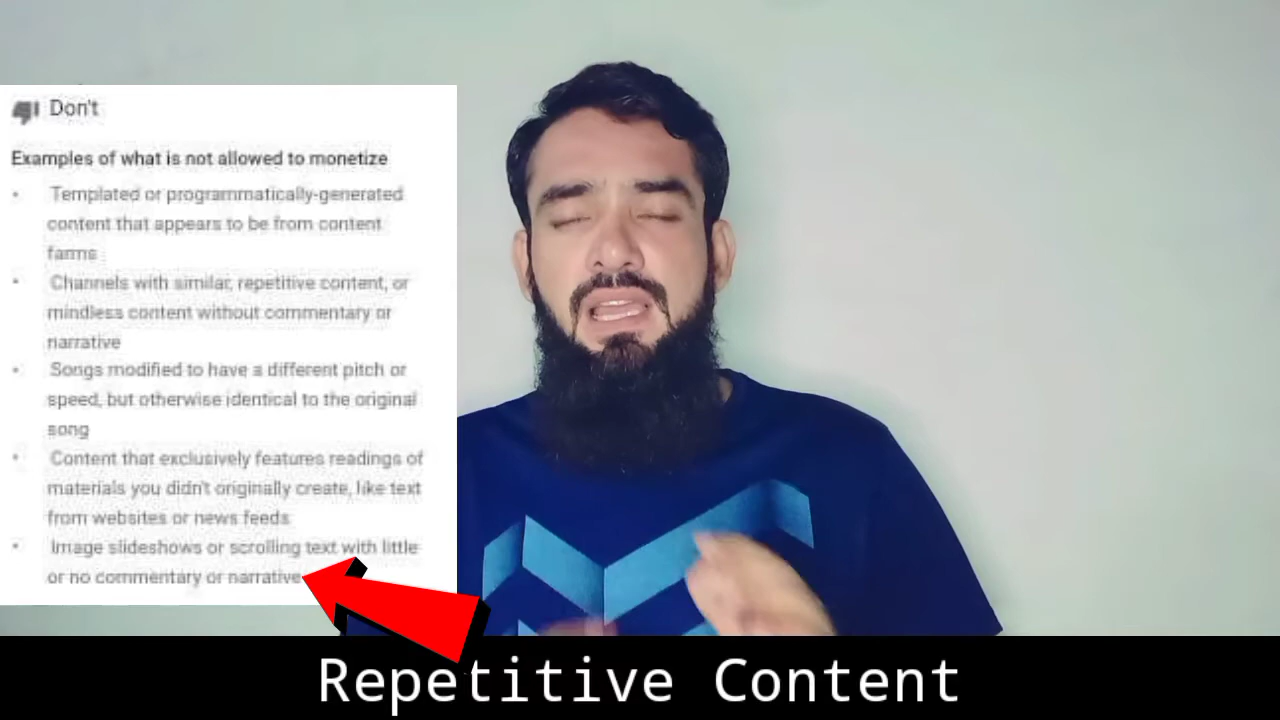 Don't
Examples of what is not allowed to monetize
• Templated or programmatically-generated
content that appears to be from content
farms
• Channels with similar, repetitive content, or
mindless content without commentary or
narrative
• Songs modified to have a different pitch or
speed, but otherwise identical to the original
song
• Content that exclusively features readings of
materials you didn't originally create, like text
from websites or news feeds
• Image slideshows or scrolling text with little
or no commentary or narrative
Repetitive Content